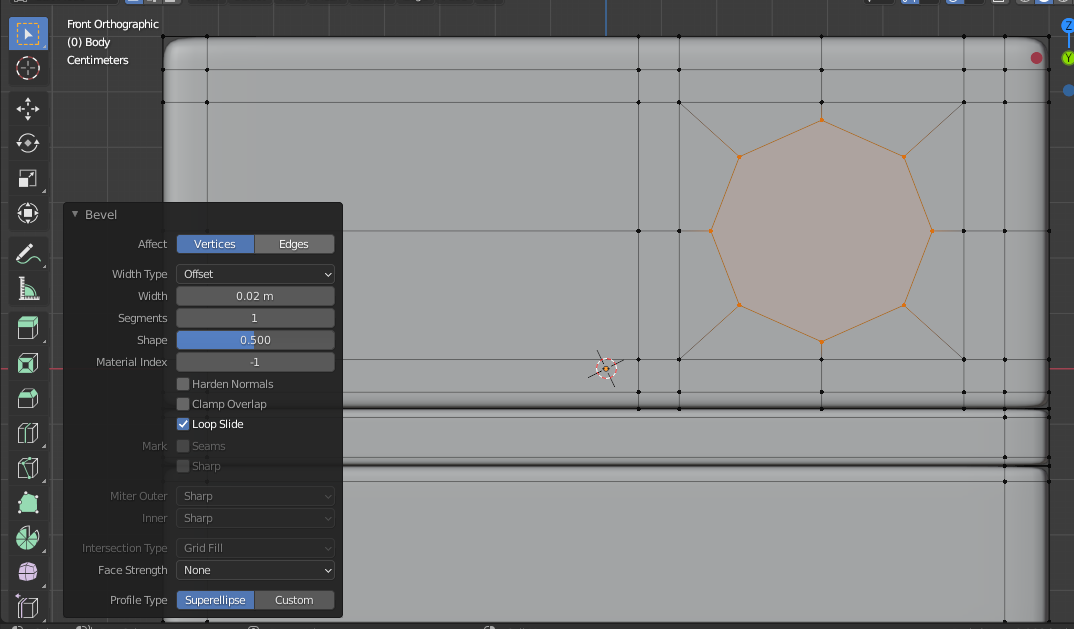 Front Orthographic
(0) Body
Centimeters
Z
Y
Bevel
Affect Vertices Edges
Width Type Offset
Width 0.02 m
Segments 1
Shape 0.500
Material Index -1
Harden Normals
Clamp Overlap
Loop Slide
Mark Seams
Sharp
Miter Outer Sharp
Inner Sharp
Intersection Type Grid Fill
Face Strength None
Profile Type Superellipse Custom